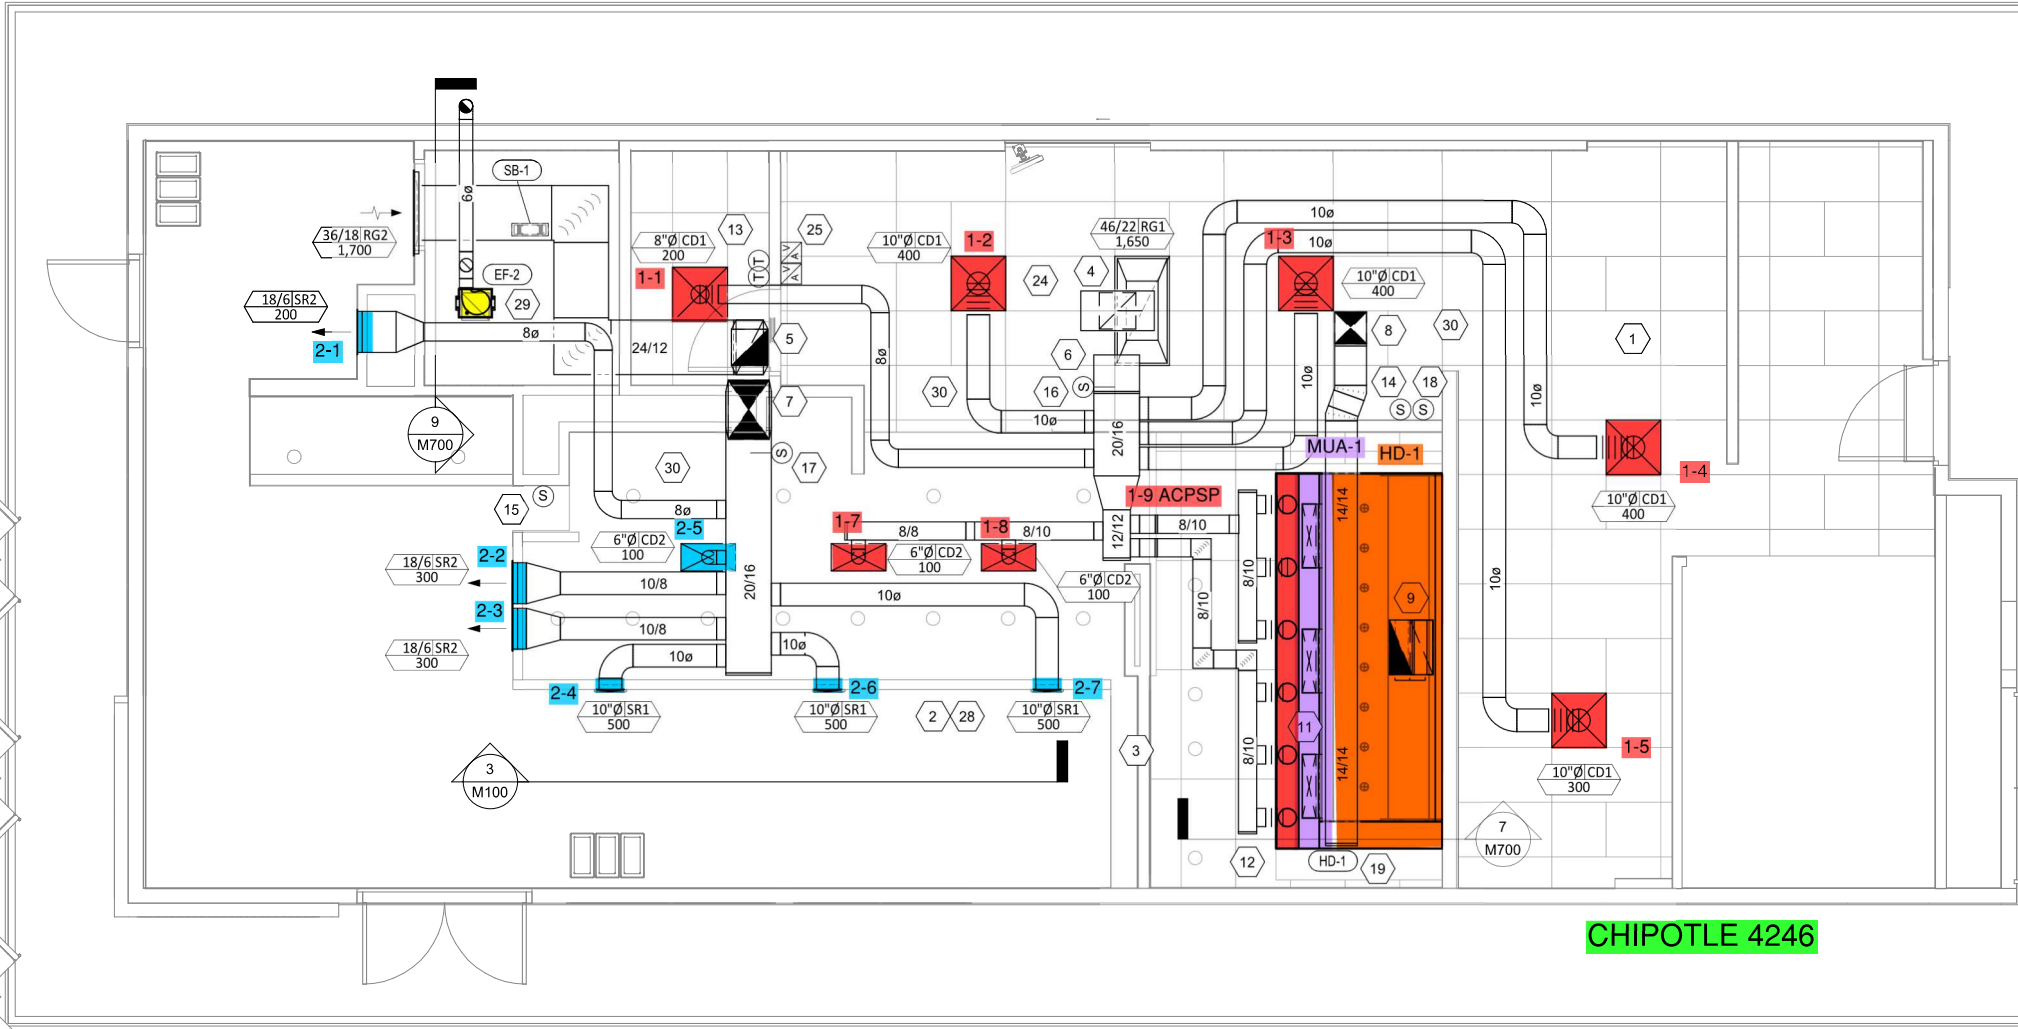 SB-1
6ø
36/18 RG2
1,700
EF-2
29
18/6 SR2
200
2-1
8ø
24/12
8"Ø CD1
200
1-1
13
T
T
25
V
A
V
A
10"Ø CD1
400
1-2
24
46/22 RG1
1,650
4
6
16
S
1-3
10ø
10ø
10"Ø CD1
400
8
30
1
14
18
S
S
5
7
8ø
30
10ø
20/16
10ø
10ø
9
M700
30
S
17
15
S
8ø
2-5
6"Ø CD2
100
20/16
1-7
8/8
6"Ø CD2
100
1-8
8/10
12/12
1-9 ACPSP
8/10
6"Ø CD2
100
MUA-1
HD-1
14/14
1-4
10"Ø CD1
400
2-2
18/6 SR2
300
10/8
2-3
10/8
18/6 SR2
300
10ø
10ø
10ø
8/10
8/10
9
10ø
2-4
10"Ø SR1
500
2-6
10"Ø SR1
500
2
28
2-7
10"Ø SR1
500
3
8/10
11
14/14
1-5
10"Ø CD1
300
3
M100
12
HD-1
19
7
M700
CHIPOTLE 4246